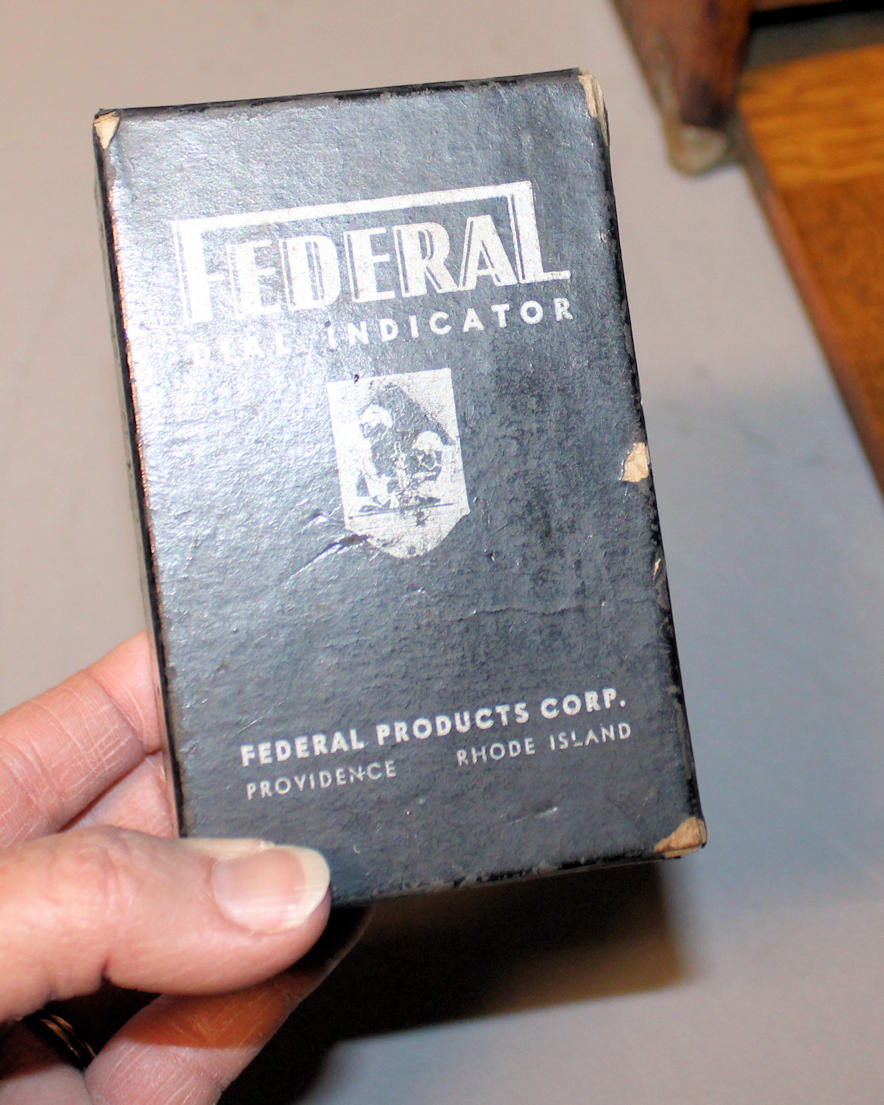 FEDERAL
DIAL INDICATOR
FEDERAL PRODUCTS CORP.
PROVIDENCE RHODE ISLAND